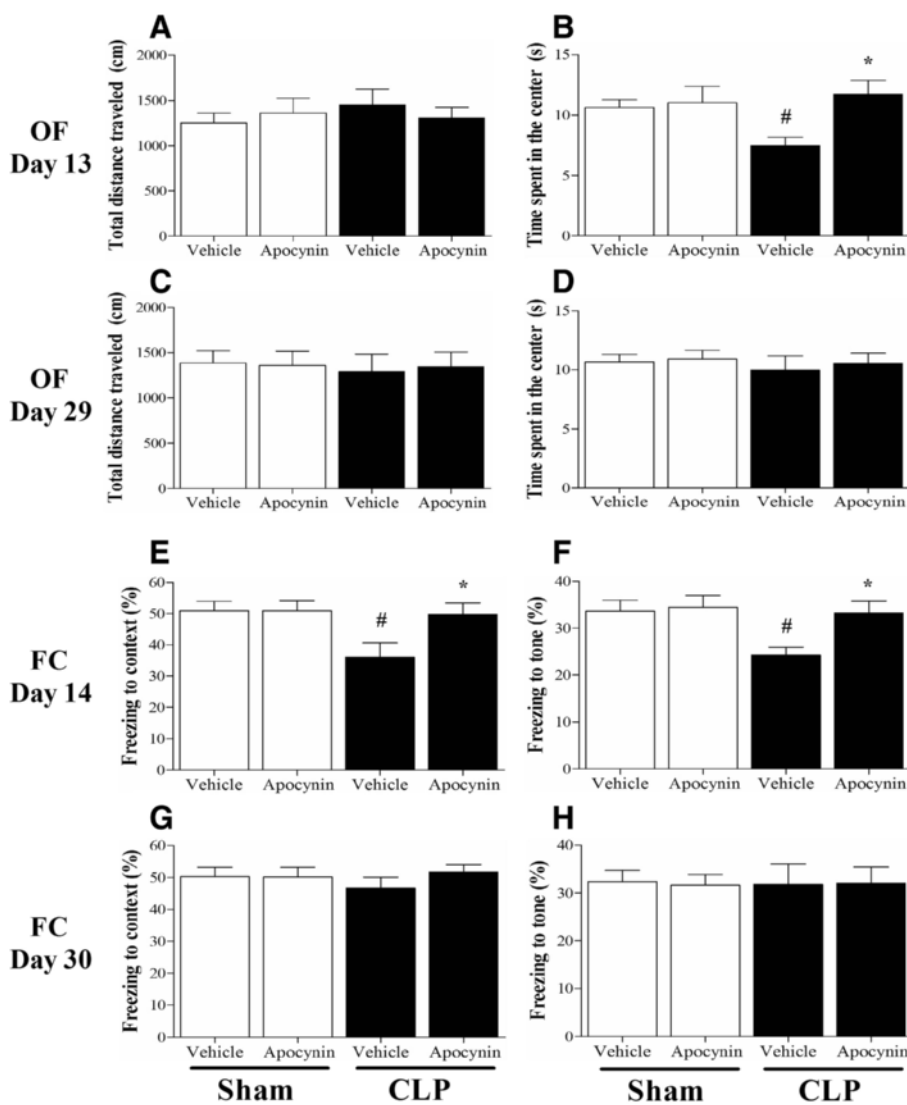 A
B
OF
Day 13
Total distance traveled (cm)
2000
1500
1000
500
0
Vehicle Apocynin Vehicle Apocynin
Time spent in the center (s)
15
10
5
0
#
*
Vehicle Apocynin Vehicle Apocynin
C
D
OF
Day 29
Total distance traveled (cm)
2000
1500
1000
500
0
Vehicle Apocynin Vehicle Apocynin
Time spent in the center (s)
15
10
5
0
Vehicle Apocynin Vehicle Apocynin
E
F
FC
Day 14
Freezing to context (%)
60
50
40
30
20
10
0
#
*
Vehicle Apocynin Vehicle Apocynin
Freezing to tone (%)
40
30
20
10
0
#
*
Vehicle Apocynin Vehicle Apocynin
G
H
FC
Day 30
Freezing to context (%)
60
50
40
30
20
10
0
Vehicle Apocynin Vehicle Apocynin
Sham CLP
Freezing to tone (%)
40
30
20
10
0
Vehicle Apocynin Vehicle Apocynin
Sham CLP